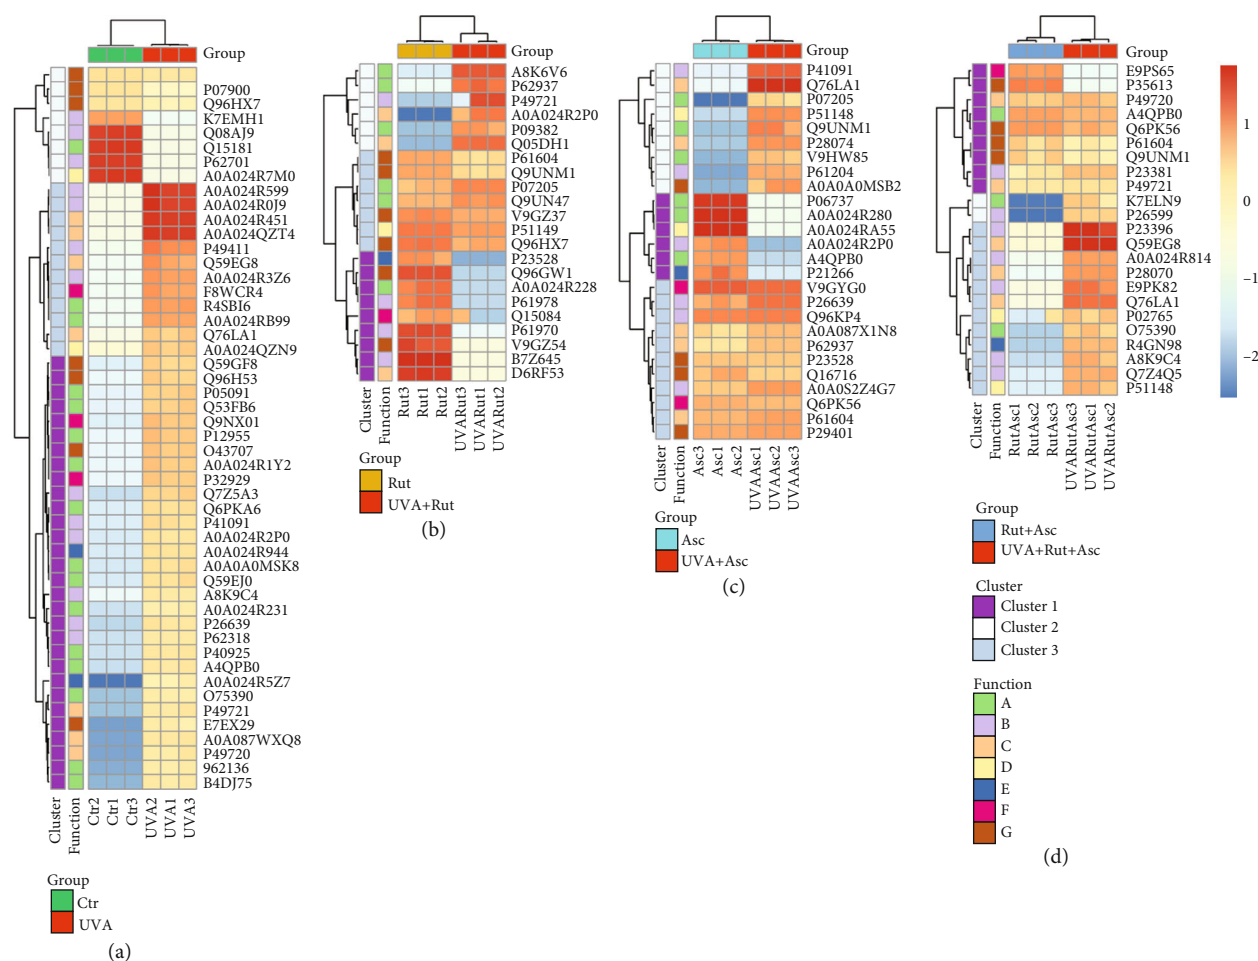 Group
P07900
Q96HX7
K7EMH1
Q08AJ9
Q15181
P62701
A0A024R7M0
A0A024R599
A0A024R0J9
A0A024R451
A0A024QZT4
P49411
Q59EG8
A0A024R3Z6
F8WCR4
R4SBI6
A0A024RB99
Q76LA1
A0A024QZN9
Q59GF8
Q96H53
P05091
Q53FB6
Q9NX01
P12955
O43707
A0A024R1Y2
P32929
Q7Z5A3
Q6PKA6
P41091
A0A024R2P0
A0A024R944
A0A0A0MSK8
Q59EJ0
A8K9C4
A0A024R231
P26639
P62318
P40925
A4QPB0
A0A024R5Z7
O75390
P49721
E7EX29
A0A087WXQ8
P49720
962136
B4DJ75
Cluster
Function
Ctr2
Ctr1
Ctr3
UVA2
UVA1
UVA3
Group
Ctr
UVA
(a)
Group
A8K6V6
P62937
P49721
A0A024R2P0
P09382
Q05DH1
P61604
Q9UNM1
P07205
Q9UN47
V9GZ37
P51149
Q96HX7
P23528
Q96GW1
A0A024R228
P61978
Q15084
P61970
V9GZ54
B7Z645
D6RF53
Cluster
Function
Rut3
Rut1
Rut2
UVARut3
UVARut1
UVARut2
Group
Rut
UVA+Rut
(b)
Group
P41091
Q76LA1
P07205
P51148
Q9UNM1
P28074
V9HW85
P61204
A0A0A0MSB2
P06737
A0A024R280
A0A024RA55
A0A024R2P0
A4QPB0
P21266
V9GYG0
P26639
Q96KP4
A0A087X1N8
P62937
P23528
Q16716
A0A0S2Z4G7
Q6PK56
P61604
P29401
Cluster
Function
Asc3
Asc1
Asc2
UVAAsc1
UVAAsc2
UVAAsc3
Group
Asc
UVA+Asc
(c)
Group
E9PS65
P35613
P49720
A4QPB0
Q6PK56
P61604
Q9UNM1
P23381
P49721
K7ELN9
P26599
P23396
Q59EG8
A0A024R814
P28070
E9PK82
Q76LA1
P02765
O75390
R4GN98
A8K9C4
Q7Z4Q5
P51148
Cluster
Function
RutAsc1
RutAsc2
RutAsc3
UVARutAsc3
UVARutAsc1
UVARutAsc2
Group
Rut+Asc
UVA+Rut+Asc
Cluster
Cluster 1
Cluster 2
Cluster 3
Function
A
B
C
D
E
F
G
(d)
1
0
−1
−2